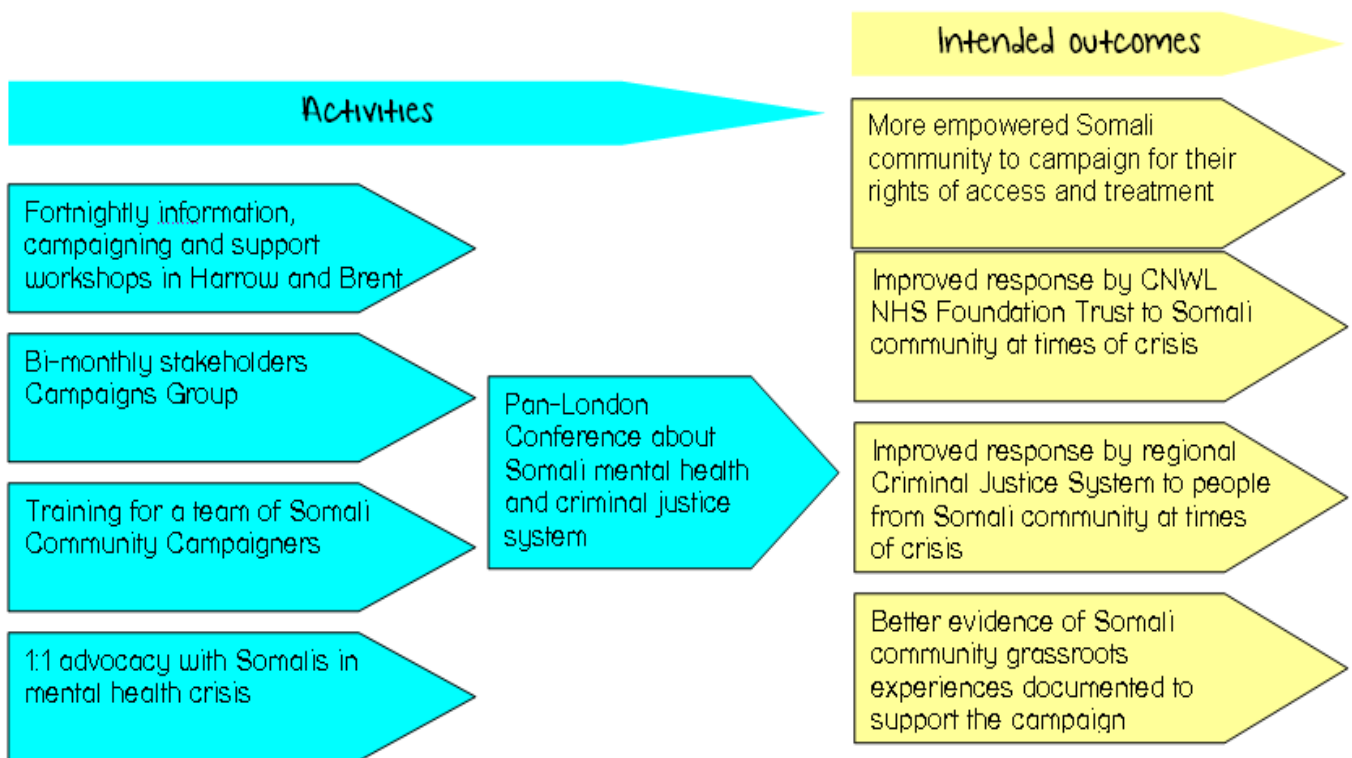 Activities
Fortnightly information,
campaigning and support
workshops in Harrow and Brent
Bi-monthly stakeholders
Campaigns Group
Training for a team of Somali
Community Campaigners
1:1 advocacy with Somalis in
mental health crisis
Pan-London
Conference about
Somali mental health
and criminal justice
system
Intended outcomes
More empowered Somali
community to campaign for their
rights of access and treatment
Improved response by CNWL
NHS Foundation Trust to Somali
community at times of crisis
Improved response by regional
Criminal Justice System to people
from Somali community at times
of crisis
Better evidence of Somali
community grassroots
experiences documented to
support the campaign